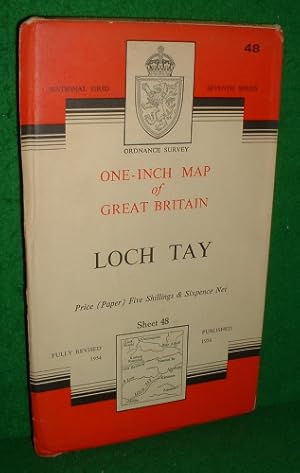 48
NATIONAL GRID SEVENTH SERIES
ORDNANCE SURVEY
ONE-INCH MAP
of
GREAT BRITAIN
LOCH TAY
Price (Paper) Five Shillings & Sixpence Net
Sheet 48
FULLY REVISED PUBLISHED
1954 1954